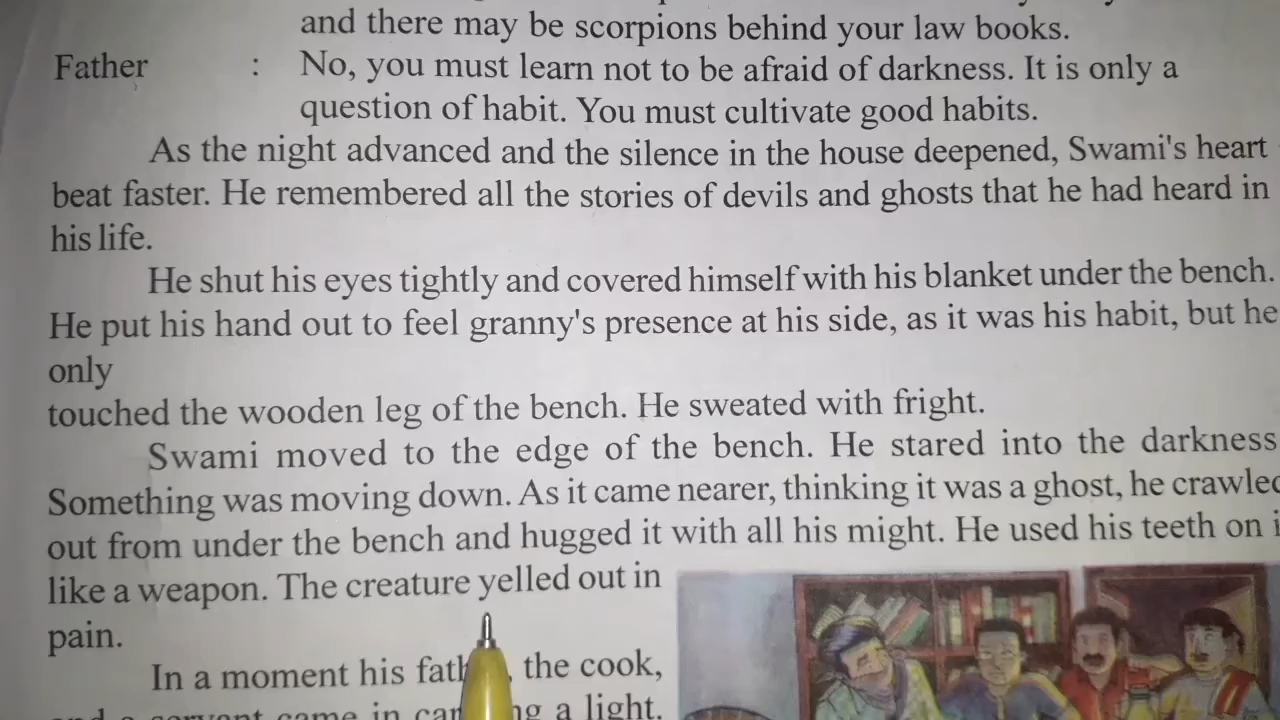 and there may be scorpions behind your law books.
Father : No, you must learn not to be afraid of darkness. It is only a
question of habit. You must cultivate good habits.
As the night advanced and the silence in the house deepened, Swami's heart
beat faster. He remembered all the stories of devils and ghosts that he had heard in
his life.
He shut his eyes tightly and covered himself with his blanket under the bench.
He put his hand out to feel granny's presence at his side, as it was his habit, but he
only
touched the wooden leg of the bench. He sweated with fright.
Swami moved to the edge of the bench. He stared into the darkness
Something was moving down. As it came nearer, thinking it was a ghost, he crawled
out from under the bench and hugged it with all his might. He used his teeth on
like a weapon. The creature yelled out in
pain.
In a moment his the cook,
servant came in a light.